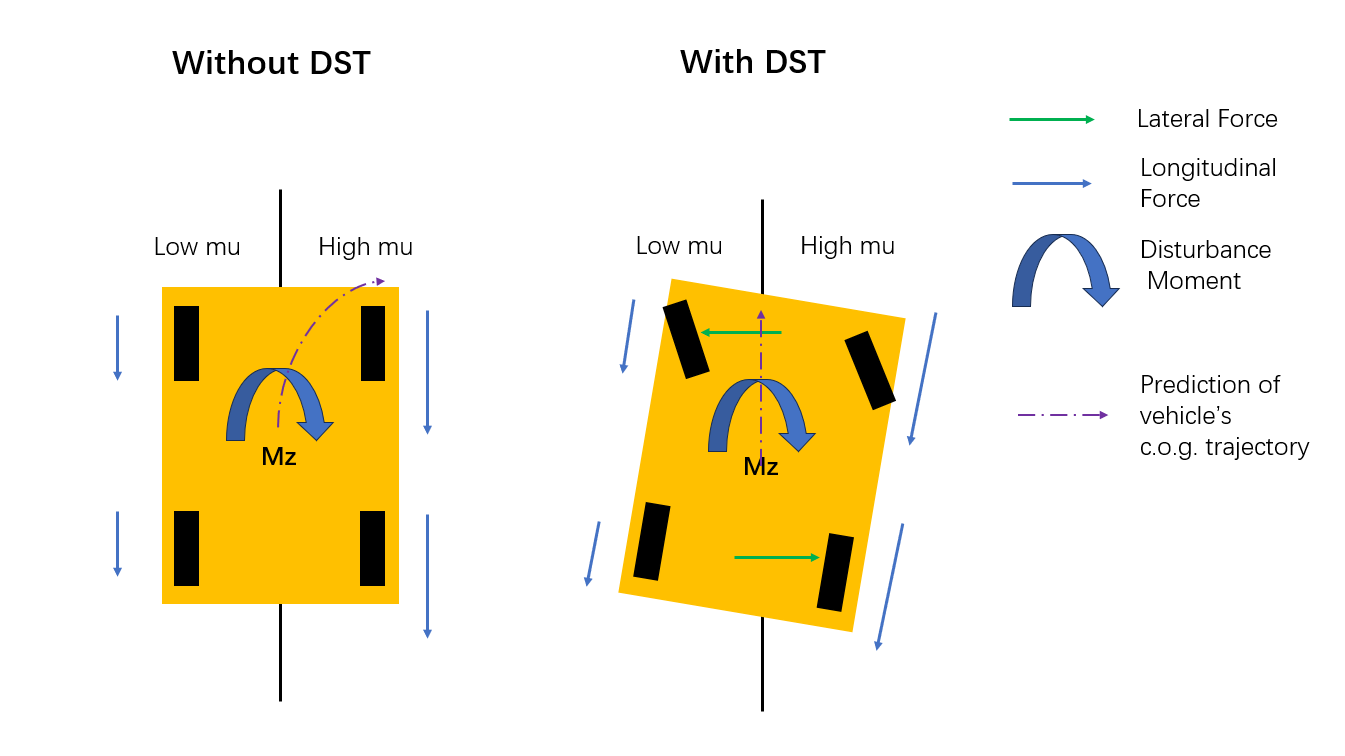 Without DST
With DST
Low mu
High mu
Mz
Low mu
High mu
Mz
Lateral Force
Longitudinal
Force
Disturbance
Moment
Prediction of
vehicle's
c.o.g. trajectory